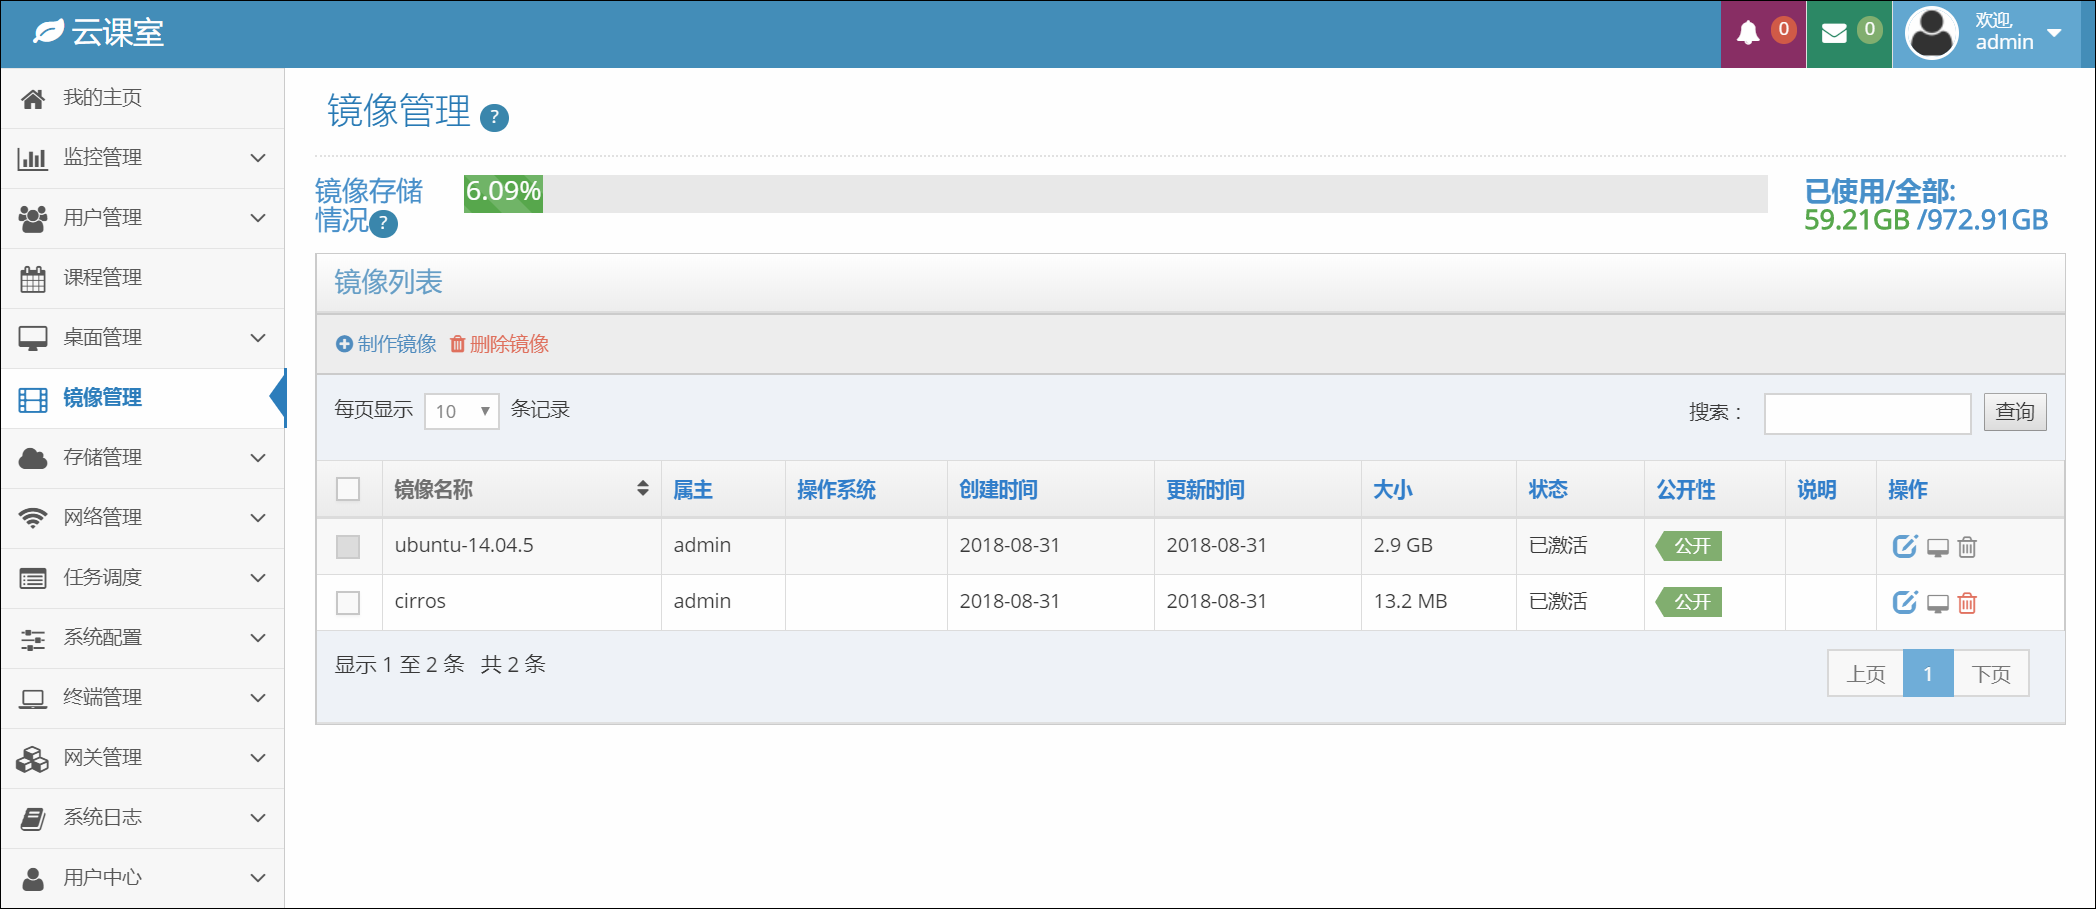 云课室
0
0
欢迎,
admin
我的主页
监控管理
用户管理
课程管理
桌面管理
镜像管理
存储管理
网络管理
任务调度
系统配置
终端管理
网关管理
系统日志
用户中心
镜像管理 ?
镜像存储
情况 ?
6.09%
已使用/全部:
59.21GB /972.91GB
镜像列表
制作镜像 删除镜像
每页显示 10 条记录
搜索： 查询
镜像名称 属主 操作系统 创建时间 更新时间 大小 状态 公开性 说明 操作
ubuntu-14.04.5 admin 2018-08-31 2018-08-31 2.9 GB 已激活 公开
cirros admin 2018-08-31 2018-08-31 13.2 MB 已激活 公开
显示 1 至 2 条 共 2 条
上页 1 下页